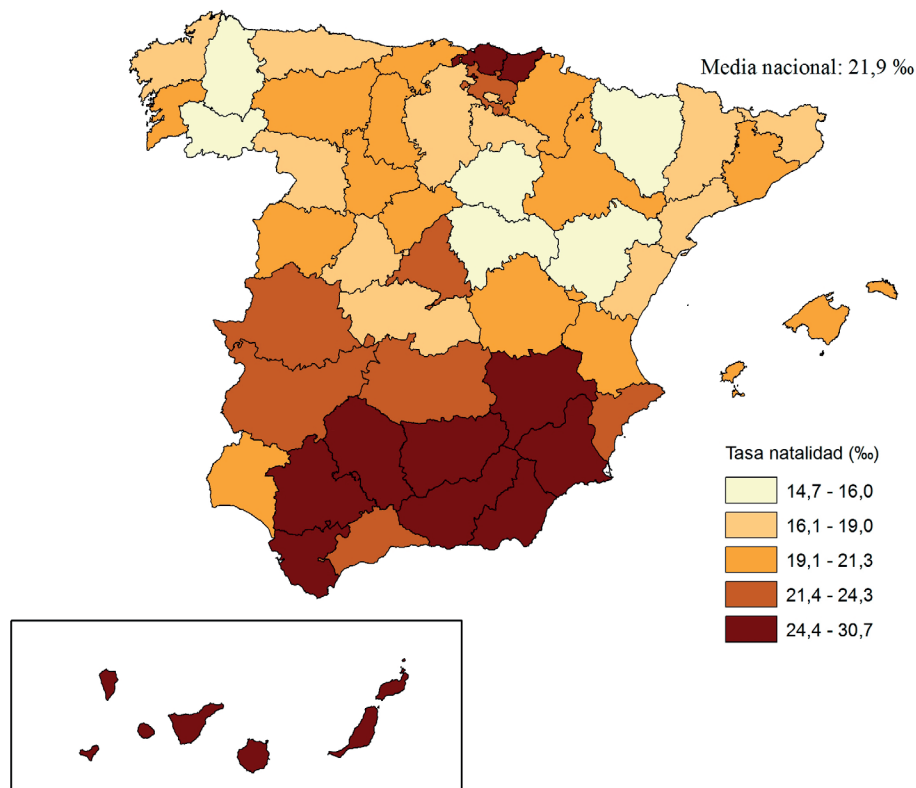 Media nacional: 21,9 ‰
Tasa natalidad (‰)
14,7 - 16,0
16,1 - 19,0
19,1 - 21,3
21,4 - 24,3
24,4 - 30,7